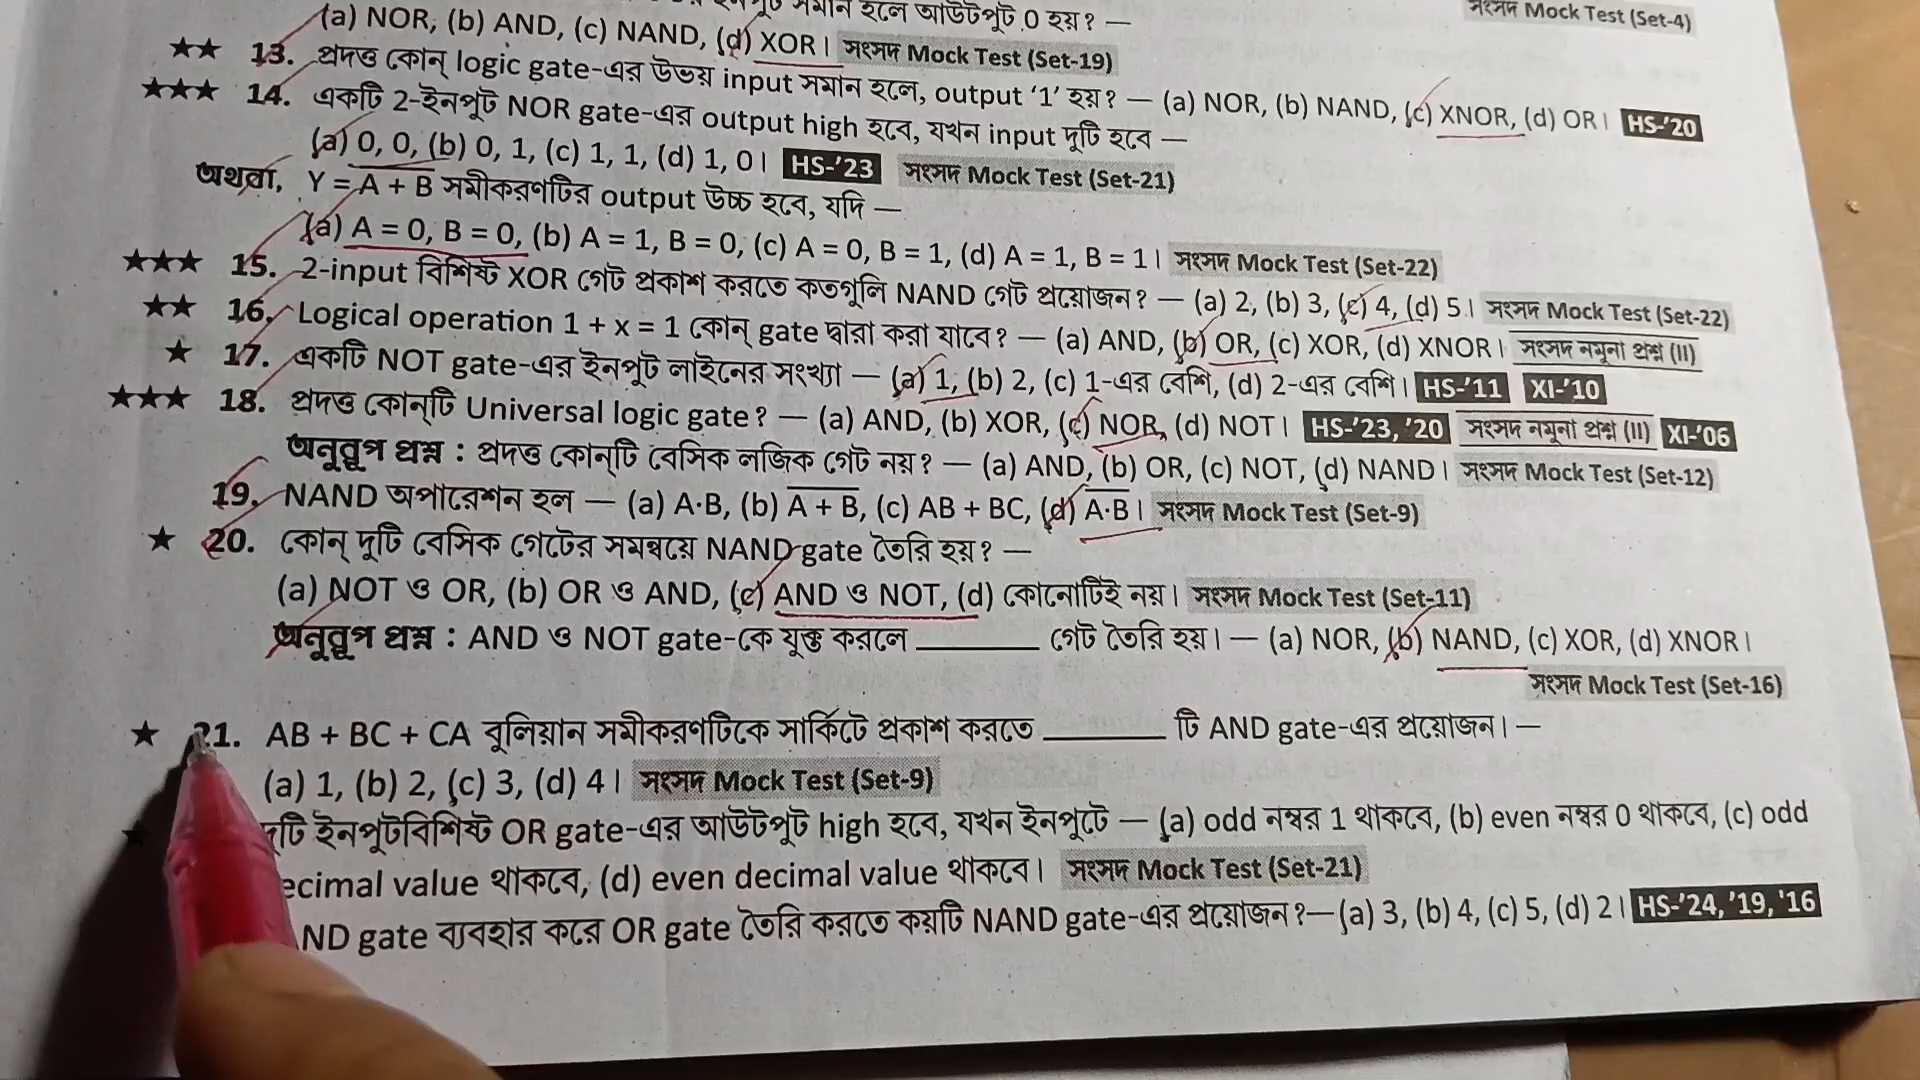 ইনপুট সমান হলে আউটপুট 0 হয়? —
(a) NOR, (b) AND, (c) NAND, (d) XOR। সংসদ Mock Test (Set-19)
সংসদ Mock Test (Set-4)
★★ 13. প্রদত্ত কোন্ logic gate-এর উভয় input সমান হলে, output ‘1’ হয়? — (a) NOR, (b) NAND, (c) XNOR, (d) OR। HS-’20
★★★ 14. একটি 2-ইনপুট NOR gate-এর output high হবে, যখন input দুটি হবে —
(a) 0, 0, (b) 0, 1, (c) 1, 1, (d) 1, 0। HS-’23 সংসদ Mock Test (Set-21)
অথবা, Y = A̅ ̅+̅ ̅B̅ সমীকরণটির output উচ্চ হবে, যদি —
(a) A = 0, B = 0, (b) A = 1, B = 0, (c) A = 0, B = 1, (d) A = 1, B = 1। সংসদ Mock Test (Set-22)
★★★ 15. 2-input বিশিষ্ট XOR গেট প্রকাশ করতে কতগুলি NAND গেট প্রয়োজন? — (a) 2, (b) 3, (c) 4, (d) 5। সংসদ Mock Test (Set-22)
★★ 16. Logical operation 1 + x = 1 কোন্ gate দ্বারা করা যাবে? — (a) AND, (b) OR, (c) XOR, (d) XNOR। সংসদ নমুনা প্রশ্ন (II)
★ 17. একটি NOT gate-এর ইনপুট লাইনের সংখ্যা — (a) 1, (b) 2, (c) 1-এর বেশি, (d) 2-এর বেশি। HS-’11 XI-’10
★★★ 18. প্রদত্ত কোন্‌টি Universal logic gate? — (a) AND, (b) XOR, (c) NOR, (d) NOT। HS-’23, ’20 সংসদ নমুনা প্রশ্ন (II) XI-’06
অনুরূপ প্রশ্ন : প্রদত্ত কোন্‌টি বেসিক লজিক গেট নয়? — (a) AND, (b) OR, (c) NOT, (d) NAND। সংসদ Mock Test (Set-12)
19. NAND অপারেশন হল — (a) A·B, (b) A̅ ̅+̅ ̅B̅, (c) AB + BC, (d) A̅·̅B̅। সংসদ Mock Test (Set-9)
★ 20. কোন্ দুটি বেসিক গেটের সমন্বয়ে NAND gate তৈরি হয়? —
(a) NOT ও OR, (b) OR ও AND, (c) AND ও NOT, (d) কোনোটিই নয়। সংসদ Mock Test (Set-11)
অনুরূপ প্রশ্ন : AND ও NOT gate-কে যুক্ত করলে ________ গেট তৈরি হয়। — (a) NOR, (b) NAND, (c) XOR, (d) XNOR।
সংসদ Mock Test (Set-16)
★ 21. AB + BC + CA বুলিয়ান সমীকরণটিকে সার্কিটে প্রকাশ করতে ________ টি AND gate-এর প্রয়োজন। —
(a) 1, (b) 2, (c) 3, (d) 4। সংসদ Mock Test (Set-9)
ইনপুটবিশিষ্ট OR gate-এর আউটপুট high হবে, যখন ইনপুটে — (a) odd নম্বর 1 থাকবে, (b) even নম্বর 0 থাকবে, (c) odd
ecimal value থাকবে, (d) even decimal value থাকবে। সংসদ Mock Test (Set-21)
ND gate ব্যবহার করে OR gate তৈরি করতে কয়টি NAND gate-এর প্রয়োজন?—(a) 3, (b) 4, (c) 5, (d) 2। HS-’24, ’19, ’16